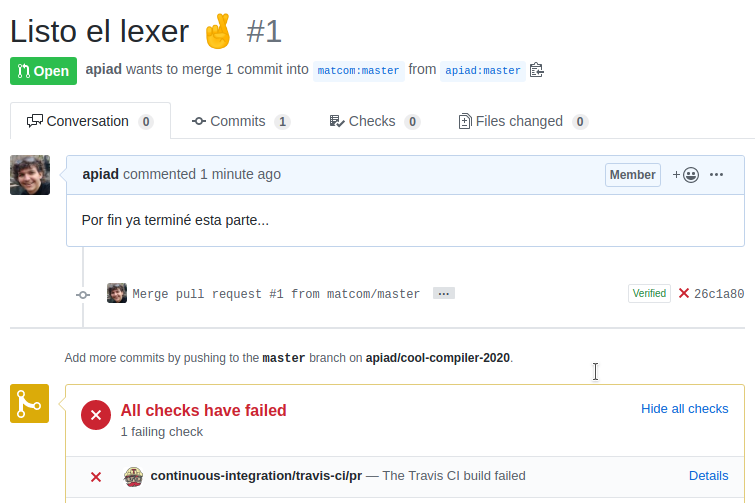 Listo el lexer 🤞 #1
Open apiad wants to merge 1 commit into matcom:master from apiad:master
Conversation 0 Commits 1 Checks 0 Files changed 0
apiad commented 1 minute ago Member + ...
Por fin ya terminé esta parte...
Merge pull request #1 from matcom/master ... Verified 26c1a80
Add more commits by pushing to the master branch on apiad/cool-compiler-2020.
All checks have failed Hide all checks
1 failing check
continuous-integration/travis-ci/pr — The Travis CI build failed Details